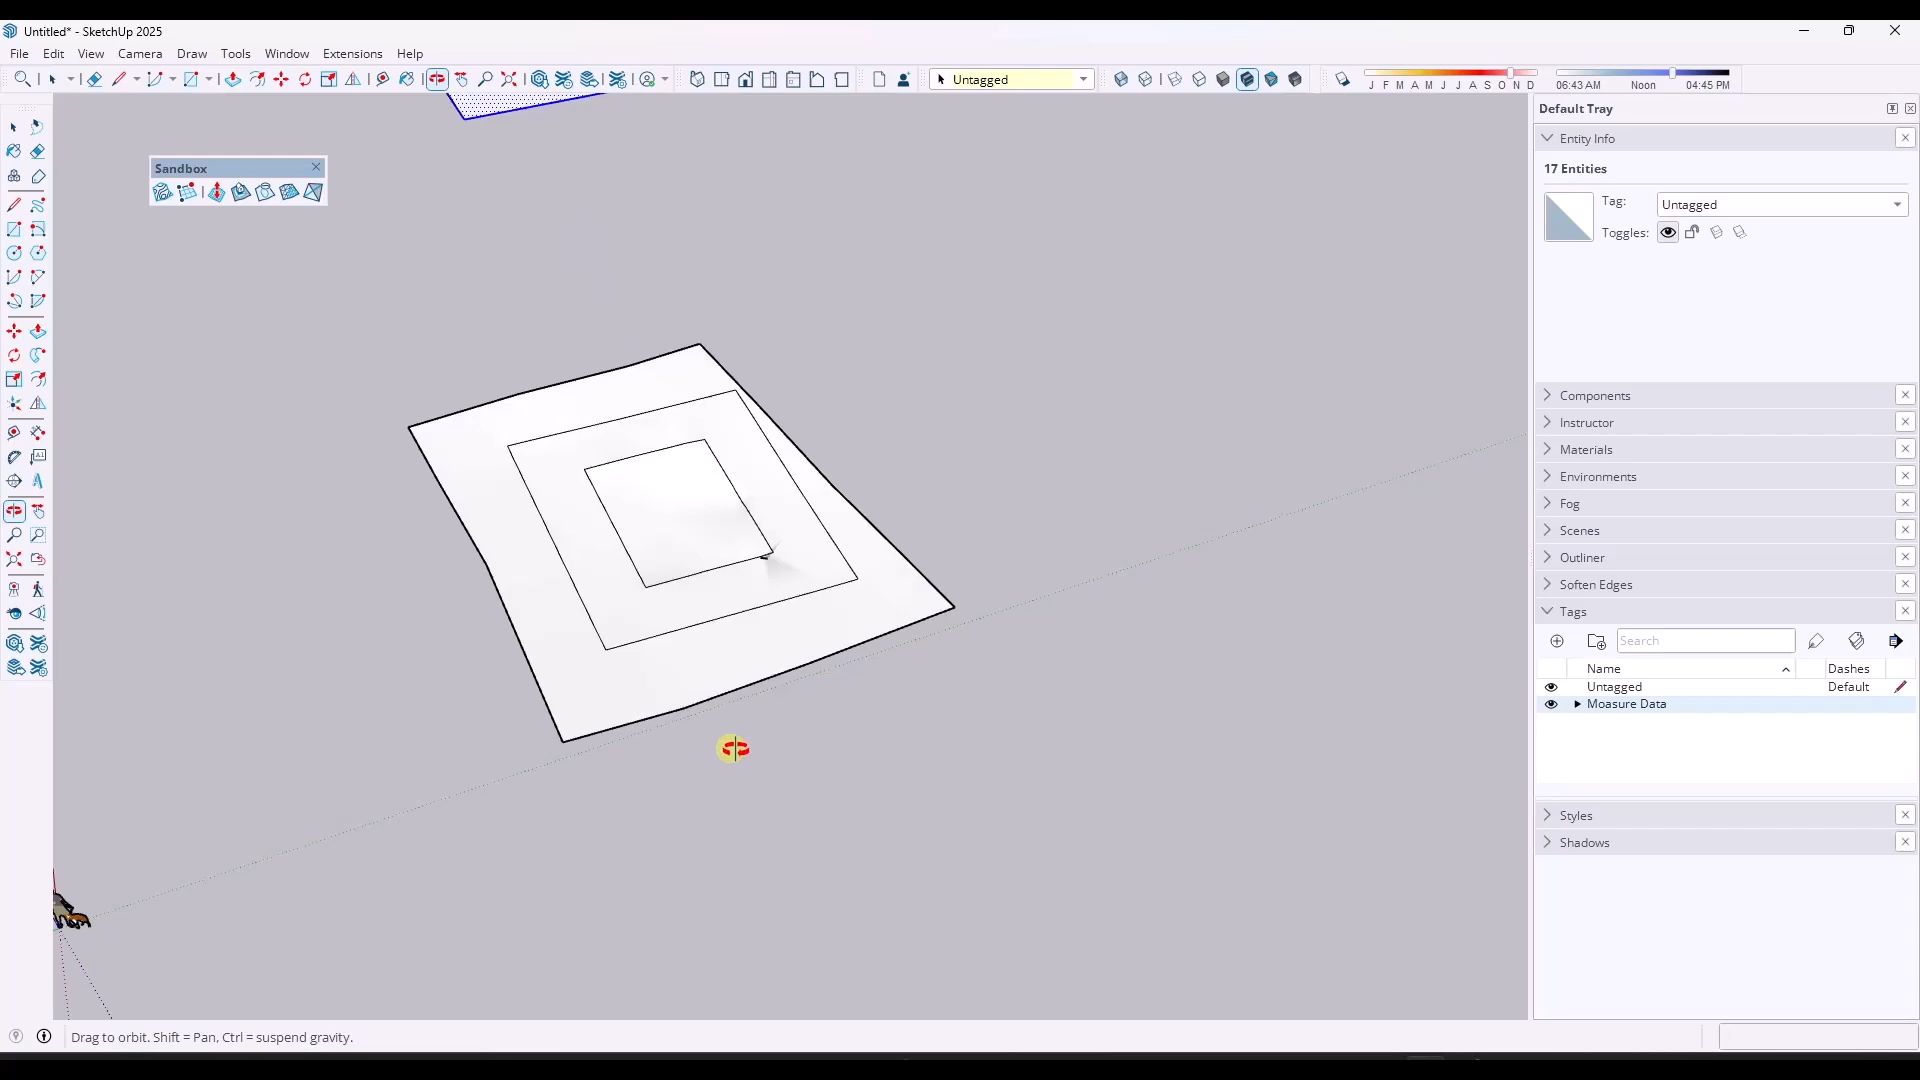 Untitled* - SketchUp 2025
File Edit View Camera Draw Tools Window Extensions Help
Untagged
J F M A M J J A S O N D
06:43 AM Noon 04:45 PM
Default Tray
Entity Info
17 Entities
Tag: Untagged
Toggles:
Sandbox
Components
Instructor
Materials
Environments
Fog
Scenes
Outliner
Soften Edges
Tags
Search
Name Dashes
Untagged Default
Moasure Data
Styles
Shadows
Drag to orbit. Shift = Pan, Ctrl = suspend gravity.